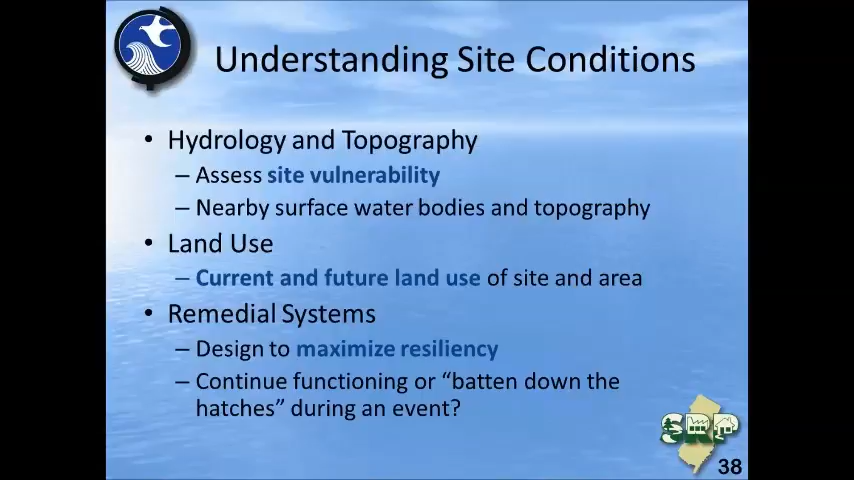 Understanding Site Conditions
• Hydrology and Topography
– Assess site vulnerability
– Nearby surface water bodies and topography
• Land Use
– Current and future land use of site and area
• Remedial Systems
– Design to maximize resiliency
– Continue functioning or “batten down the
hatches” during an event?
SRP
38